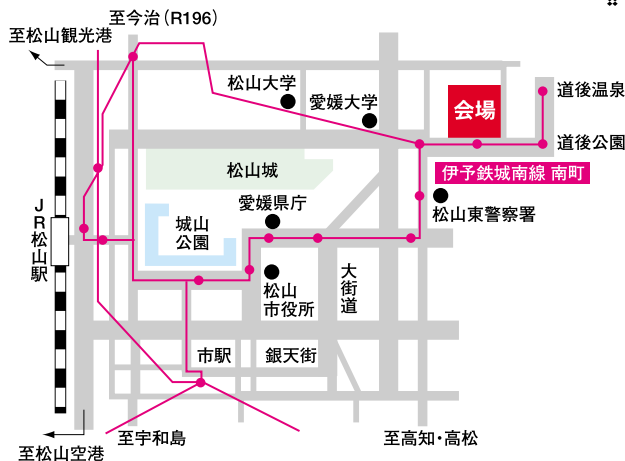 至今治（R196）
至松山観光港
松山大学
愛媛大学
会場
道後温泉
道後公園
伊予鉄城南線 南町
松山城
愛媛県庁
松山東警察署
城山
公園
JR松山駅
松山
市役所
大街道
市駅
銀天街
至宇和島
至高知・高松
至松山空港